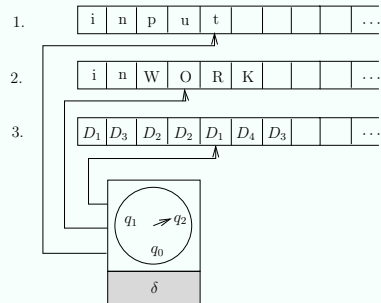 1. i n p u t ...
2. i n W O R K ...
3. D₁ D₃ D₂ D₂ D₁ D₄ D₃ ...
q₁ q₂
q₀
δ